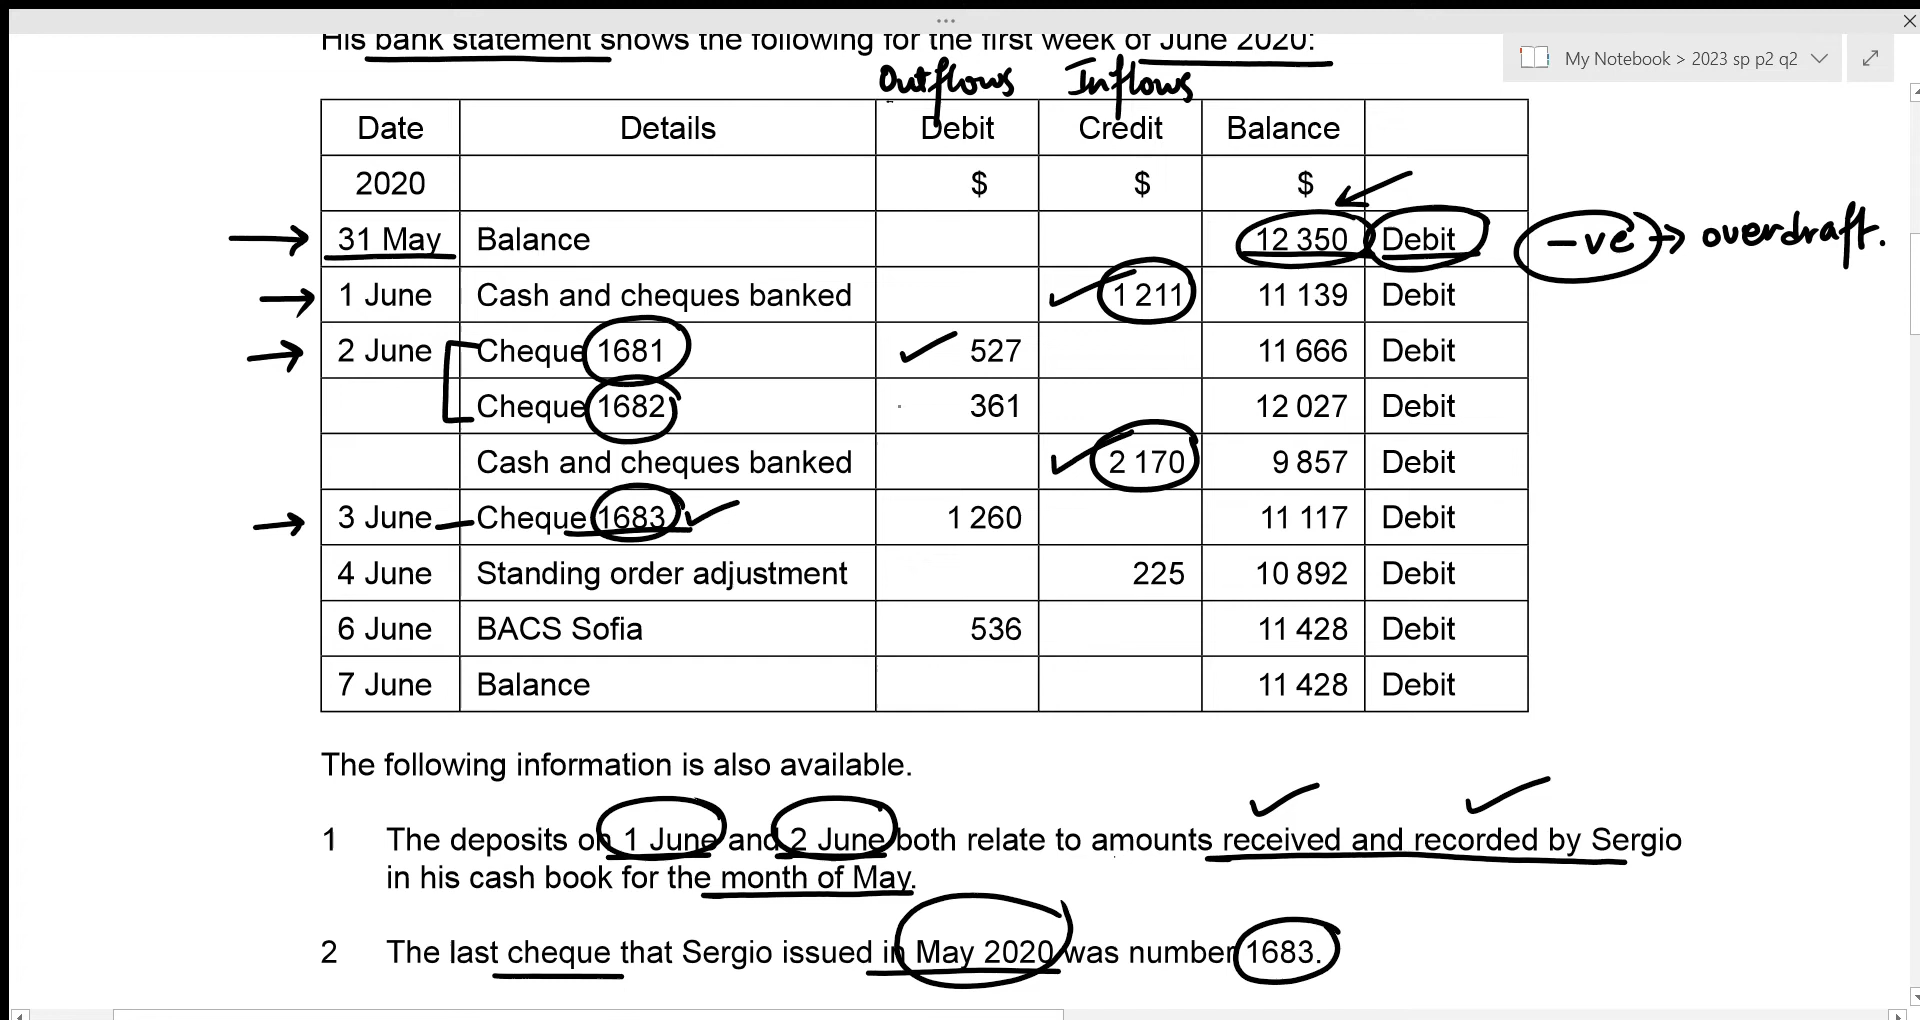 His bank statement shows the following for the first week of June 2020:
My Notebook > 2023 sp p2 q2
Outflows Inflows
Date Details Debit Credit Balance
2020 $ $ $
31 May Balance 12 350 Debit -ve → overdraft.
1 June Cash and cheques banked 1 211 11 139 Debit
2 June Cheque 1681 527 11 666 Debit
Cheque 1682 361 12 027 Debit
Cash and cheques banked 2 170 9 857 Debit
3 June Cheque 1683 1 260 11 117 Debit
4 June Standing order adjustment 225 10 892 Debit
6 June BACS Sofia 536 11 428 Debit
7 June Balance 11 428 Debit
The following information is also available.
1 The deposits on 1 June and 2 June both relate to amounts received and recorded by Sergio
in his cash book for the month of May.
2 The last cheque that Sergio issued in May 2020 was number 1683.